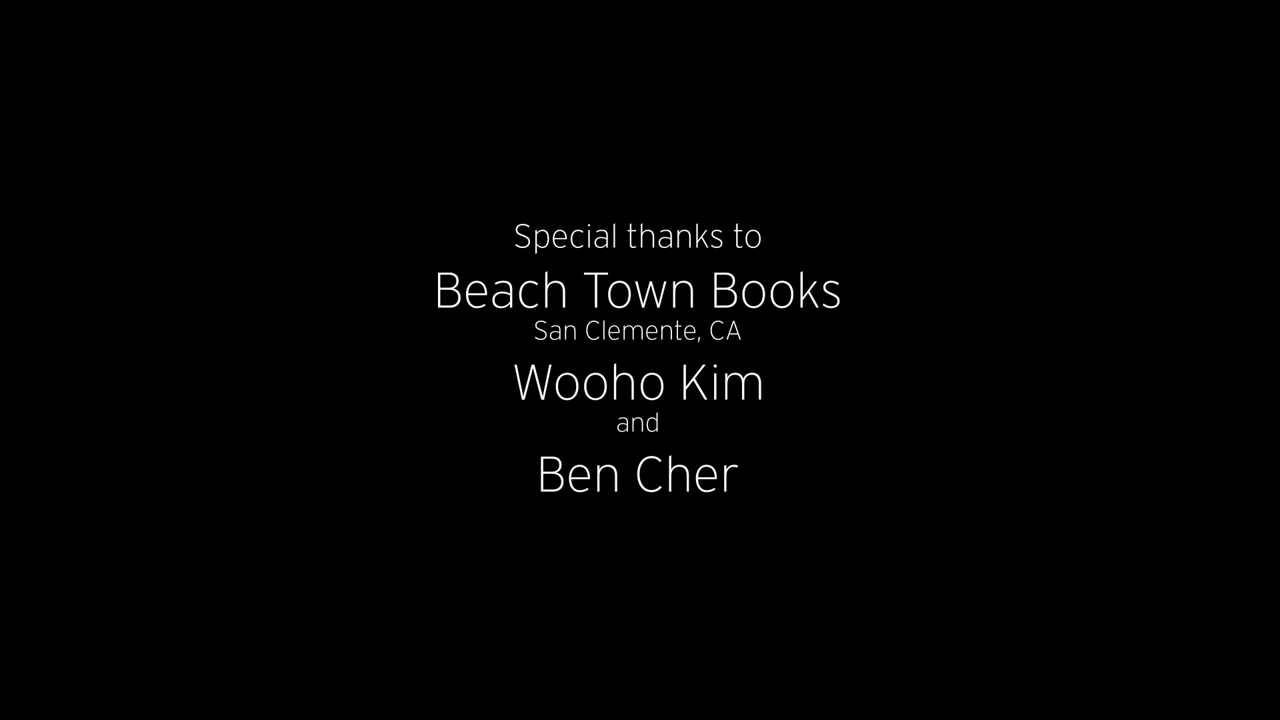 Special thanks to
Beach Town Books
San Clemente, CA
Wooho Kim
and
Ben Cher